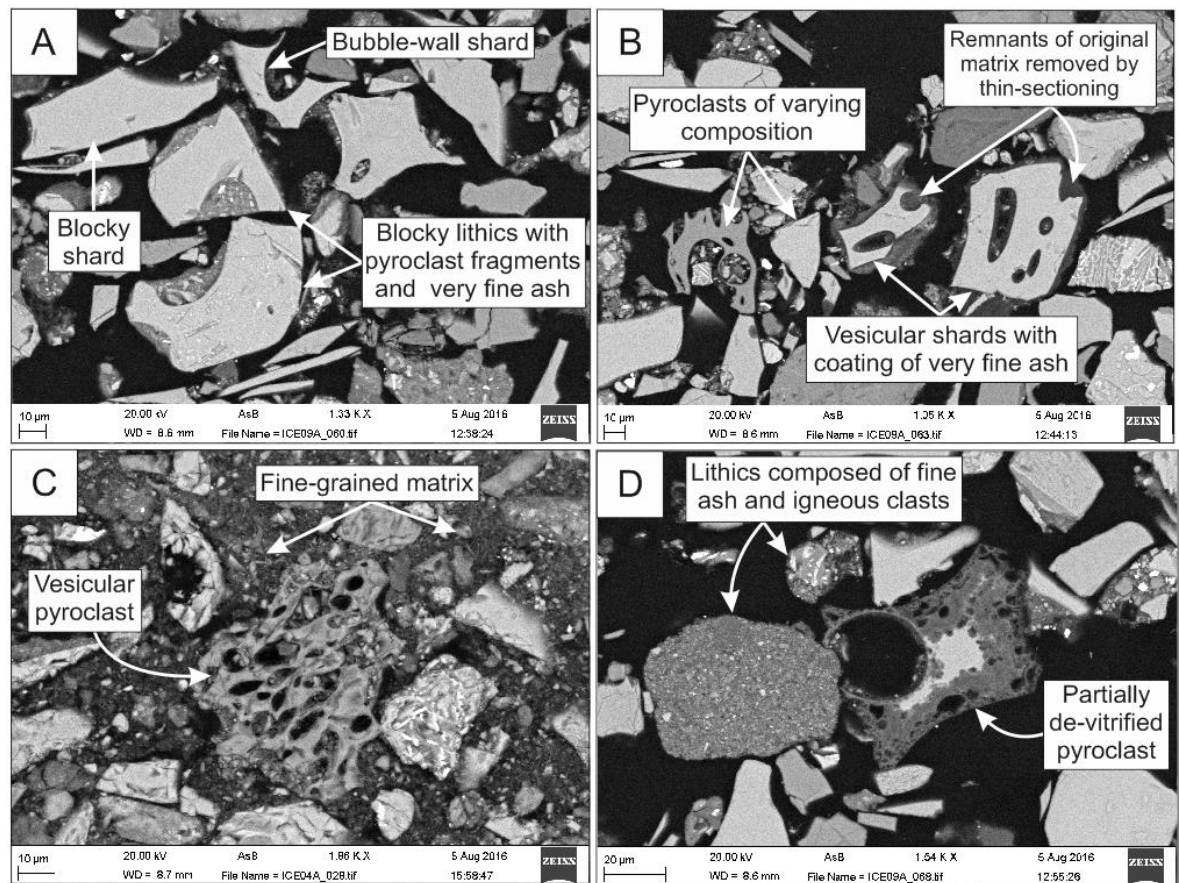 A
Bubble-wall shard
Blocky
shard
Blocky lithics with
pyroclast fragments
and very fine ash
10 µm
20.00 kV AsB 1.33 K X 5 Aug 2016
WD = 8.6 mm File Name = ICE09A_060.tif 12:38:24
ZEISS
B
Remnants of original
matrix removed by
thin-sectioning
Pyroclasts of varying
composition
Vesicular shards with
coating of very fine ash
10 µm
20.00 kV AsB 1.05 K X 5 Aug 2016
WD = 8.6 mm File Name = ICE09A_063.tif 12:44:13
ZEISS
C
Fine-grained matrix
Vesicular
pyroclast
10 µm
20.00 kV AsB 1.86 K X 5 Aug 2016
WD = 8.7 mm File Name = ICE04A_028.tif 15:58:47
ZEISS
D
Lithics composed of fine
ash and igneous clasts
Partially
de-vitrified
pyroclast
20 µm
20.00 kV AsB 1.54 K X 5 Aug 2016
WD = 8.6 mm File Name = ICE09A_068.tif 12:55:26
ZEISS